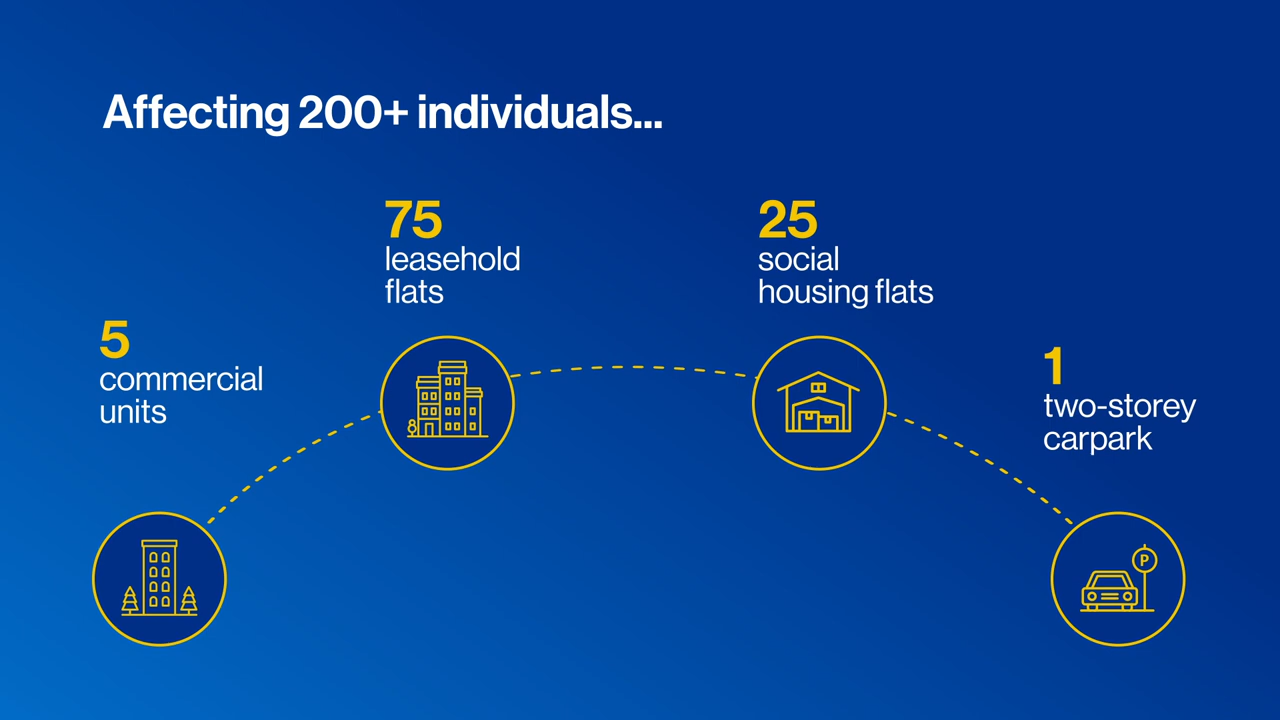 Affecting 200+ individuals...
5
commercial
units
75
leasehold
flats
25
social
housing flats
1
two-storey
carpark
P